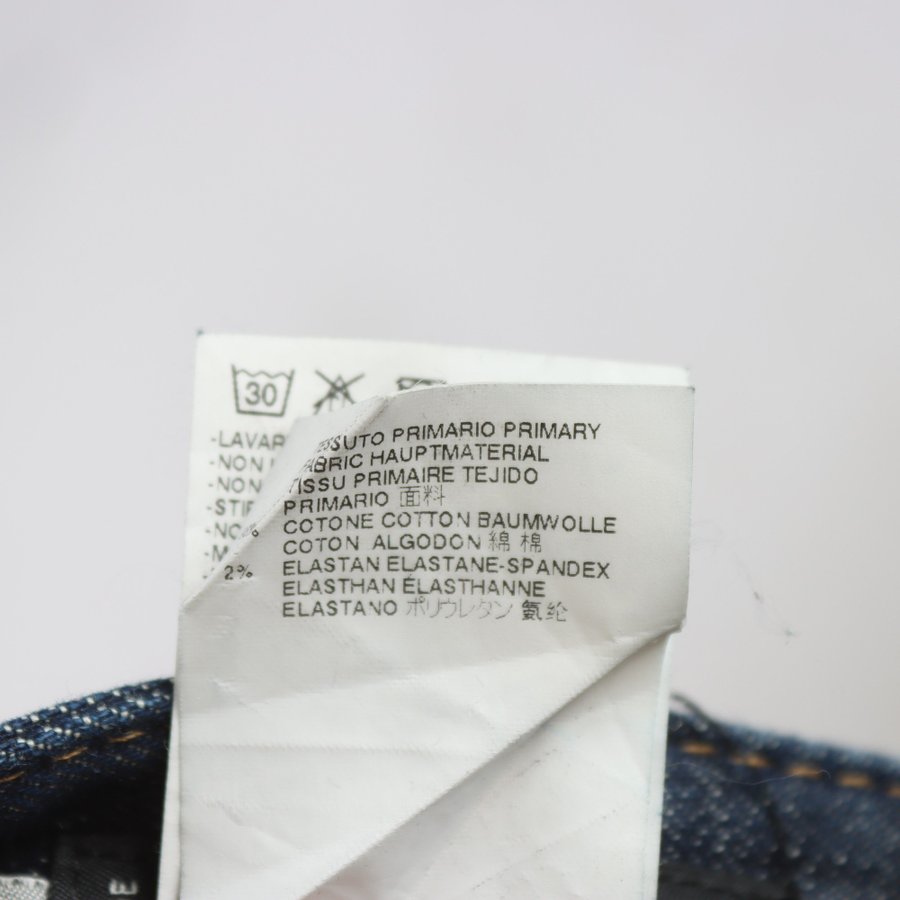 30
-LAVAR
-NON
-NON
-STIR
-NO
-M
SSUTO PRIMARIO PRIMARY
FABRIC HAUPTMATERIAL
TISSU PRIMAIRE TEJIDO
PRIMARIO 面料
% COTONE COTTON BAUMWOLLE
COTON ALGODON 綿 棉
2% ELASTAN ELASTANE-SPANDEX
ELASTHAN ÉLASTHANNE
ELASTANO ポリウレタン 氨纶